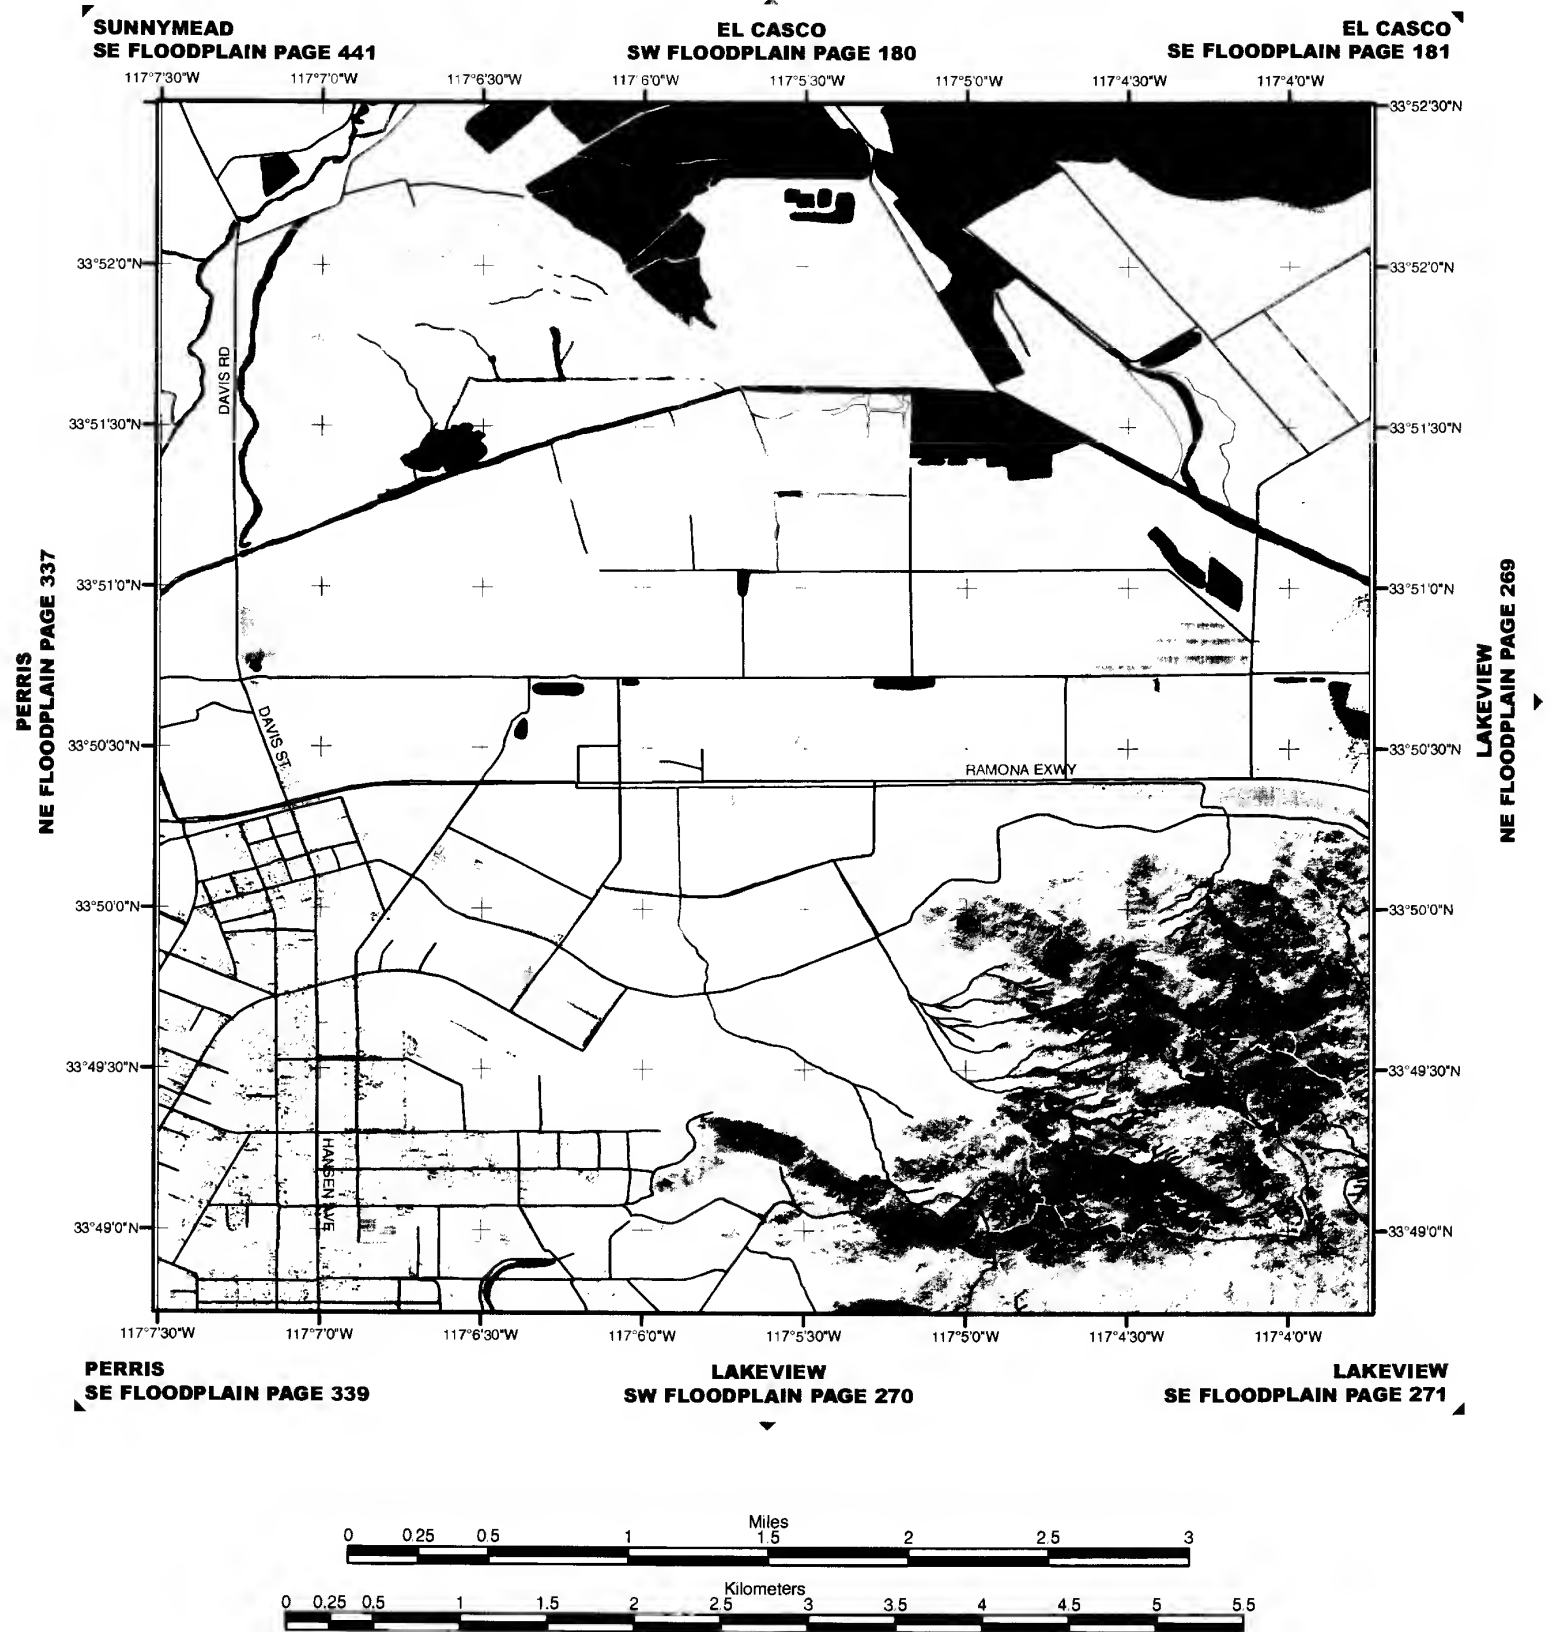 SUNNYMEAD
SE FLOODPLAIN PAGE 441
EL CASCO
SW FLOODPLAIN PAGE 180
EL CASCO
SE FLOODPLAIN PAGE 181
117°7'30"W 117°7'0"W 117°6'30"W 117°6'0"W 117°5'30"W 117°5'0"W 117°4'30"W 117°4'0"W
33°52'30"N
33°52'0"N 33°52'0"N
DAVIS RD
33°51'30"N 33°51'30"N
33°51'0"N 33°51'0"N
PERRIS
NE FLOODPLAIN PAGE 337
LAKEVIEW
NE FLOODPLAIN PAGE 269
DAVIS ST
33°50'30"N 33°50'30"N
RAMONA EXWY
33°50'0"N 33°50'0"N
33°49'30"N 33°49'30"N
HANSEN AVE
33°49'0"N 33°49'0"N
117°7'30"W 117°7'0"W 117°6'30"W 117°6'0"W 117°5'30"W 117°5'0"W 117°4'30"W 117°4'0"W
PERRIS
SE FLOODPLAIN PAGE 339
LAKEVIEW
SW FLOODPLAIN PAGE 270
LAKEVIEW
SE FLOODPLAIN PAGE 271
Miles
0 0.25 0.5 1 1.5 2 2.5 3
Kilometers
0 0.25 0.5 1 1.5 2 2.5 3 3.5 4 4.5 5 5.5